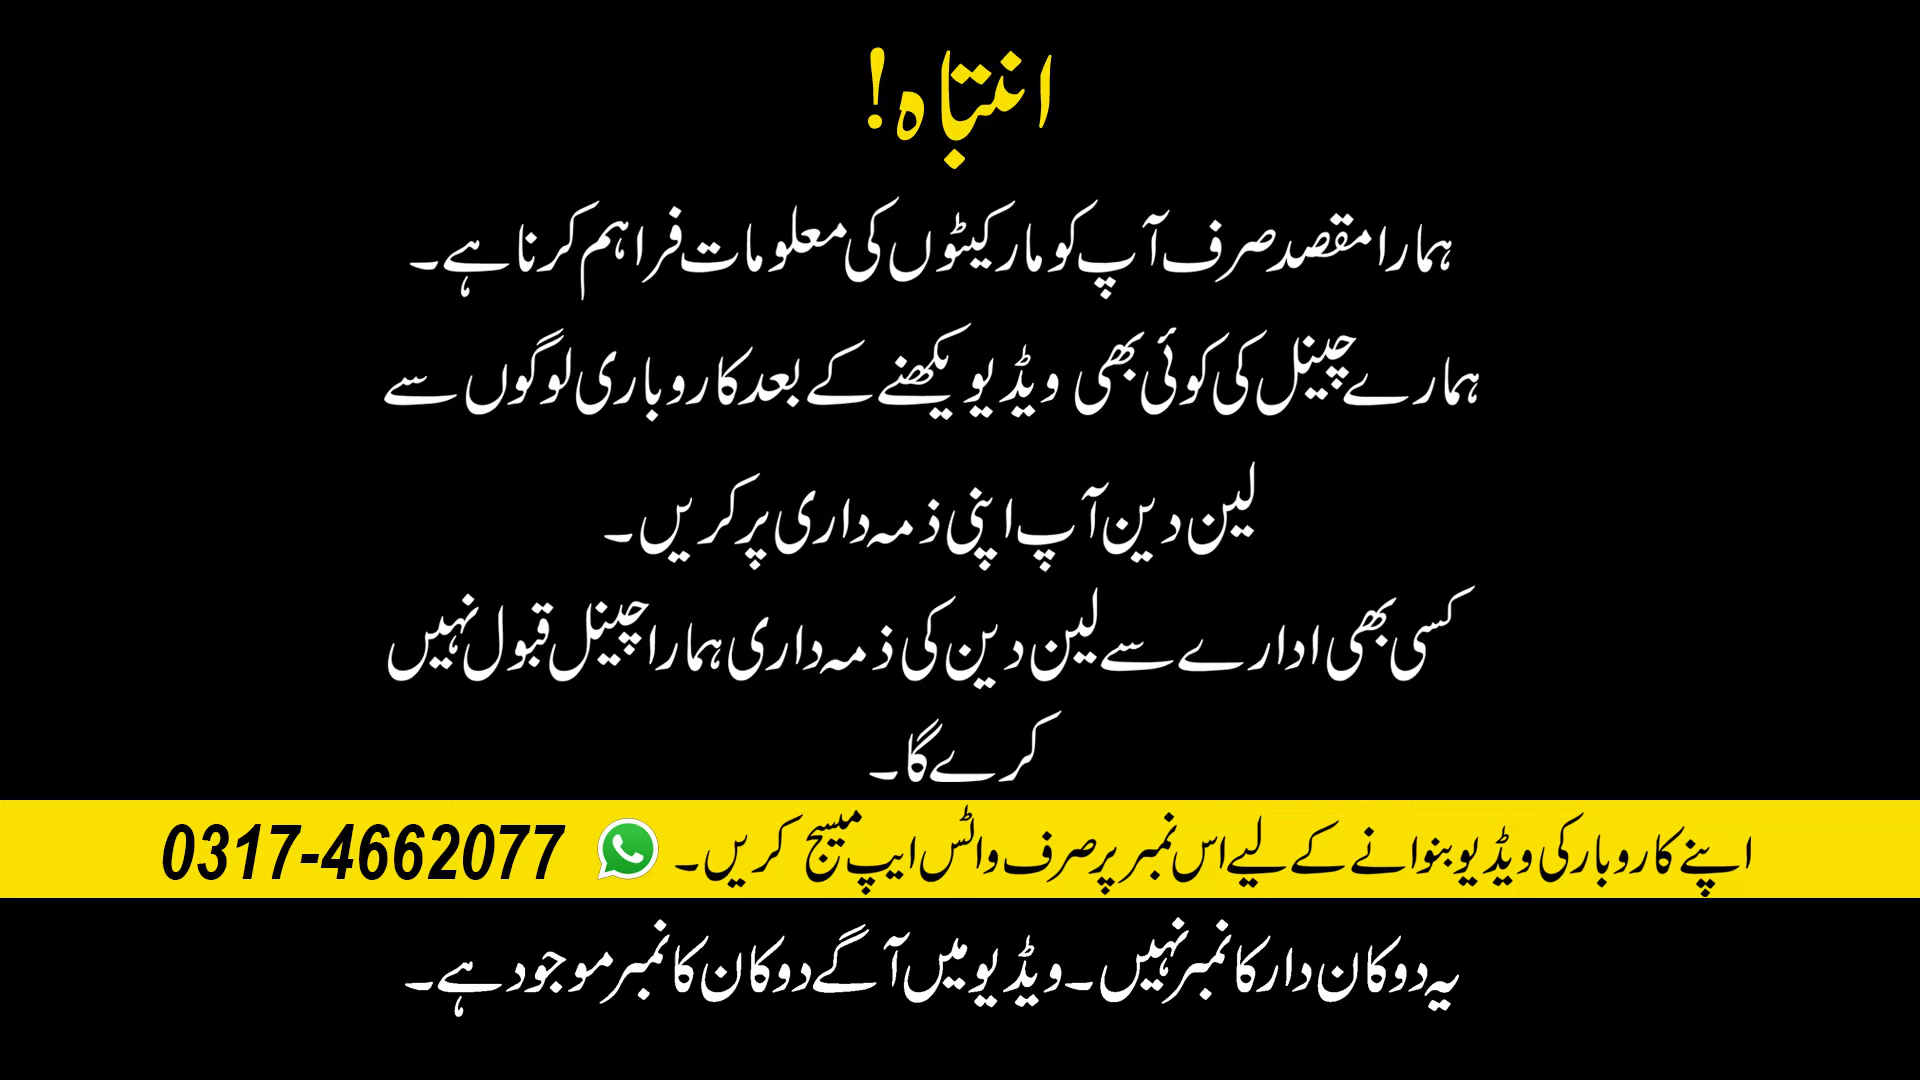 انتباہ!
ہمارا مقصد صرف آپ کو مارکیٹوں کی معلومات فراہم کرنا ہے۔
ہمارے چینل کی کوئی بھی ویڈیو یکھنے کے بعد کاروباری لوگوں سے
لین دین آپ اپنی ذمہ داری پر کریں۔
کسی بھی ادارے سے لین دین کی ذمہ داری ہمارا چینل قبول نہیں
کرے گا۔
اپنے کاروبار کی ویڈیو بنوانے کے لیے اس نمبر پر صرف واٹس ایپ میسج کریں۔ 0317-4662077
یہ دوکان دار کا نمبر نہیں۔ ویڈیو میں آگے دوکان کا نمبر موجود ہے۔